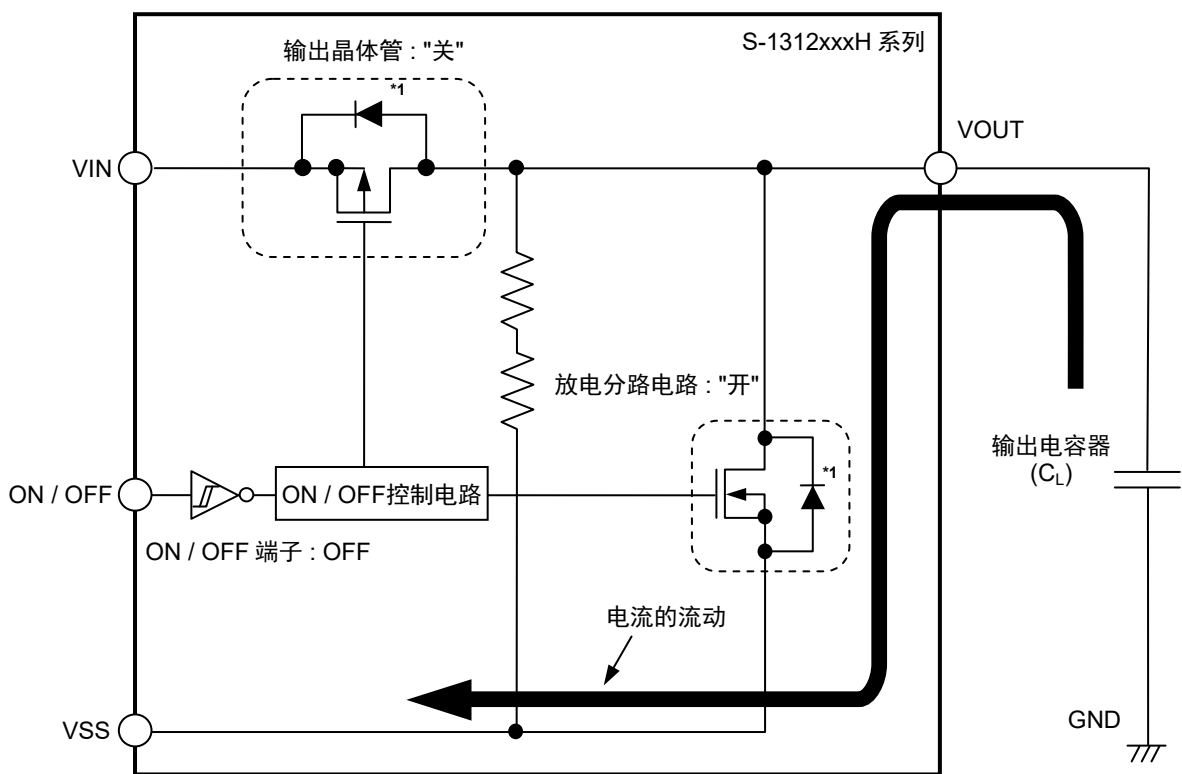 S-1312xxxH 系列
输出晶体管 : "关"
*1
VOUT
VIN
放电分路电路 : "开"
*1
输出电容器
(CL)
ON / OFF
ON / OFF控制电路
ON / OFF 端子 : OFF
电流的流动
VSS
GND